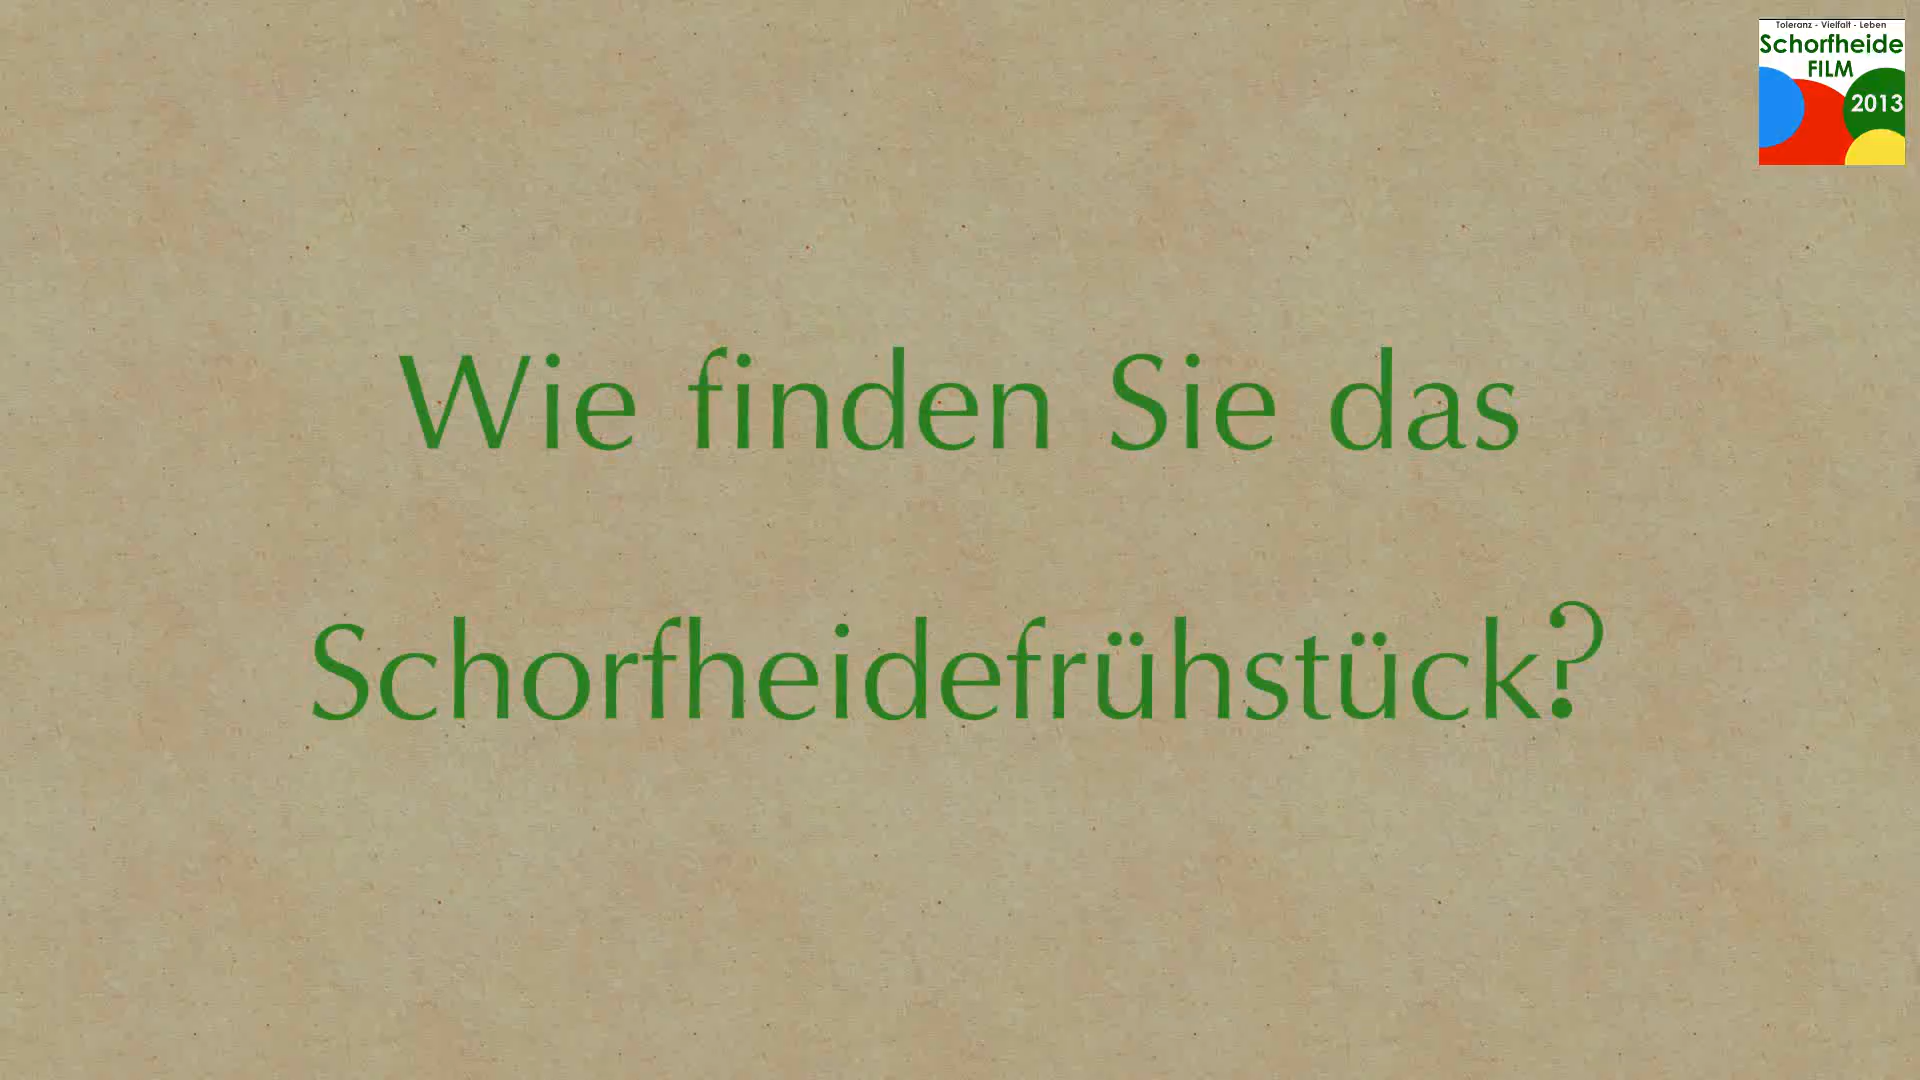 Toleranz - Vielfalt - Leben
Schorfheide
FILM
2013
Wie finden Sie das
Schorfheidefrühstück?